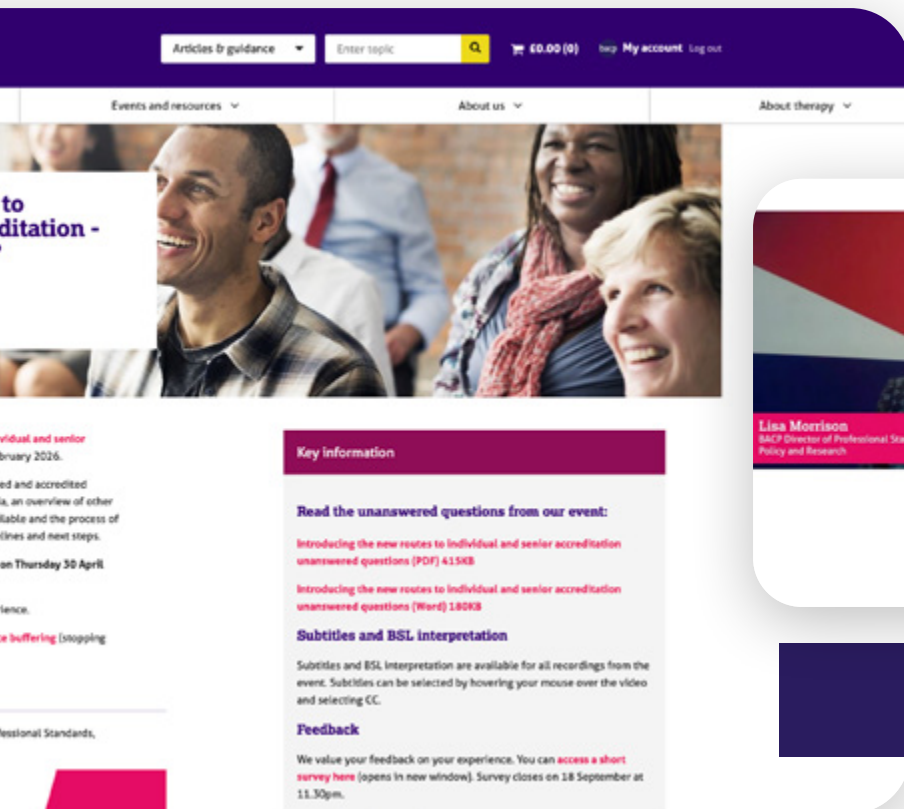 Articles & guidance
Enter topic
£0.00 (0)
bacp My account Log out
Events and resources
About us
About therapy
to
ditation -
vidual and senior
bruary 2026.
ed and accredited
ia, an overview of other
ilable and the process of
lines and next steps.
on Thursday 30 April
ience.
ce buffering (stopping
fessional Standards,
Key information
Read the unanswered questions from our event:
Introducing the new routes to individual and senior accreditation
unanswered questions (PDF) 415KB
Introducing the new routes to individual and senior accreditation
unanswered questions (Word) 180KB
Subtitles and BSL interpretation
Subtitles and BSL interpretation are available for all recordings from the
event. Subtitles can be selected by hovering your mouse over the video
and selecting CC.
Feedback
We value your feedback on your experience. You can access a short
survey here (opens in new window). Survey closes on 18 September at
11.30pm.
Lisa Morrison
BACP Director of Professional Sta
Policy and Research